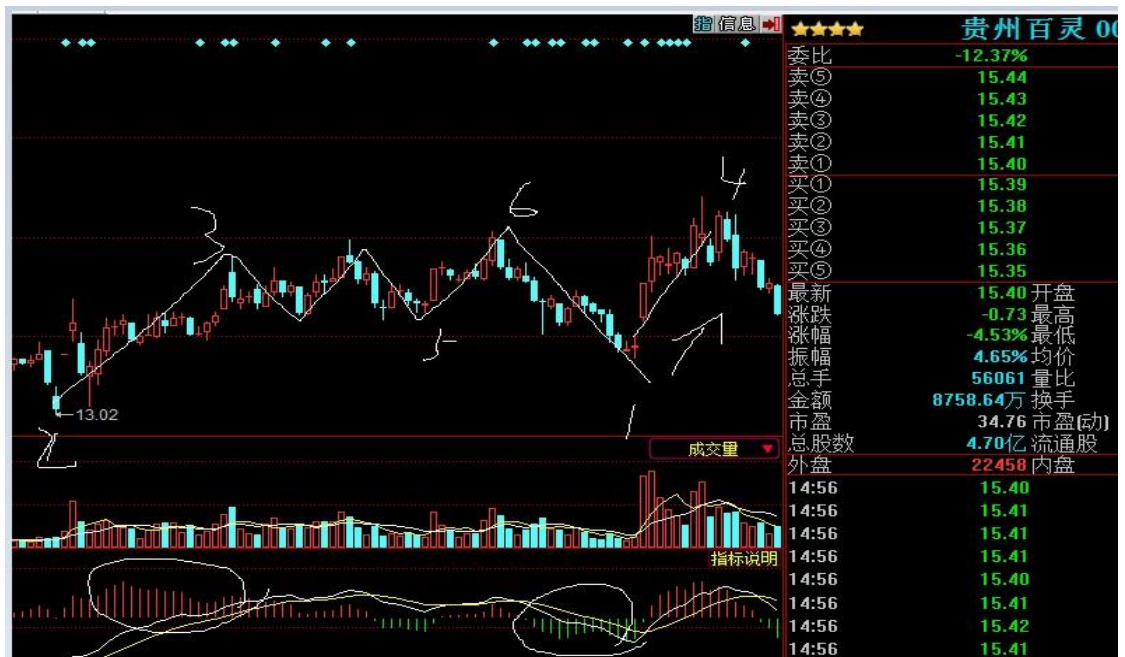 指 信息
贵州百灵 00
委比 -12.37%
卖⑤ 15.44
卖④ 15.43
卖③ 15.42
卖② 15.41
卖① 15.40
买① 15.39
买② 15.38
买③ 15.37
买④ 15.36
买⑤ 15.35
最新 15.40 开盘
涨跌 -0.73 最高
涨幅 -4.53% 最低
振幅 4.65% 均价
总手 56061 量比
金额 8758.64万 换手
市盈 34.76 市盈(动)
总股数 4.70亿 流通股
外盘 22458 内盘
14:56 15.40
14:56 15.41
14:56 15.41
14:56 15.41
14:56 15.40
14:56 15.41
14:56 15.42
14:56 15.41
3
6
4
5
1
1
2
13.02
成交量
指标说明